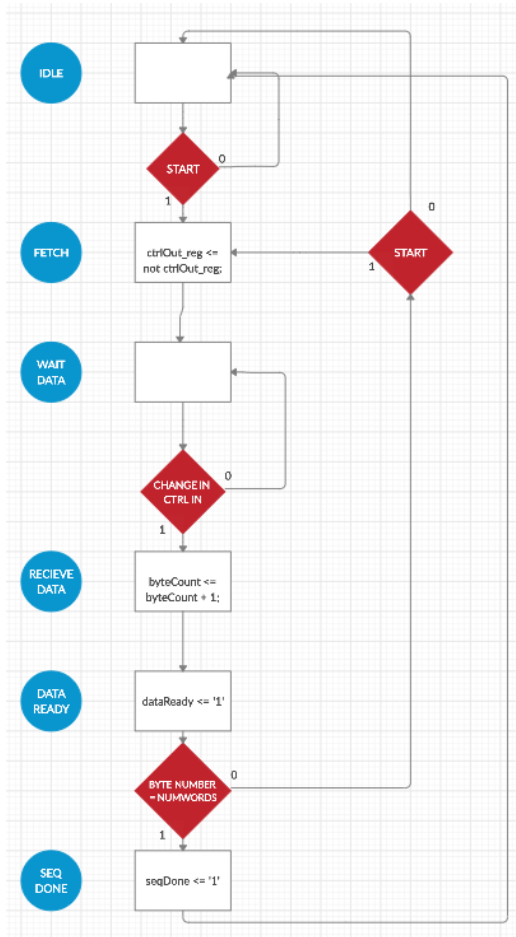 IDLE
START
0
1
FETCH
ctrlOut_reg <=
not ctrlOut_reg;
START
0
1
WAIT
DATA
CHANGE IN
CTRL IN
0
1
RECIEVE
DATA
byteCount <=
byteCount + 1;
DATA
READY
dataReady <= '1'
BYTE NUMBER
= NUMWORDS
0
1
SEQ
DONE
seqDone <= '1'